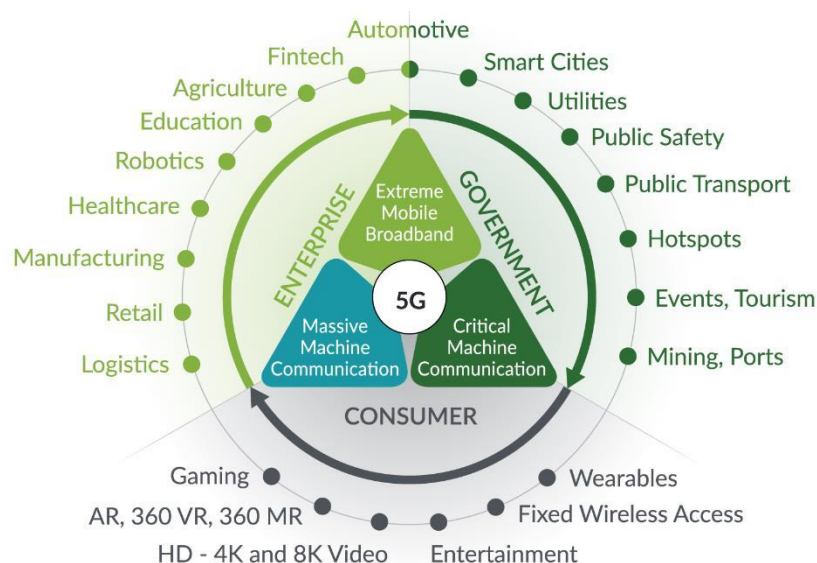 Automotive
Fintech
Smart Cities
Agriculture
Utilities
Education
Public Safety
Robotics
Public Transport
Healthcare
Hotspots
Manufacturing
Events, Tourism
Retail
Mining, Ports
Logistics
ENTERPRISE
GOVERNMENT
Extreme
Mobile
Broadband
5G
Massive
Machine
Communication
Critical
Machine
Communication
CONSUMER
Gaming
Wearables
AR, 360 VR, 360 MR
Fixed Wireless Access
HD - 4K and 8K Video
Entertainment